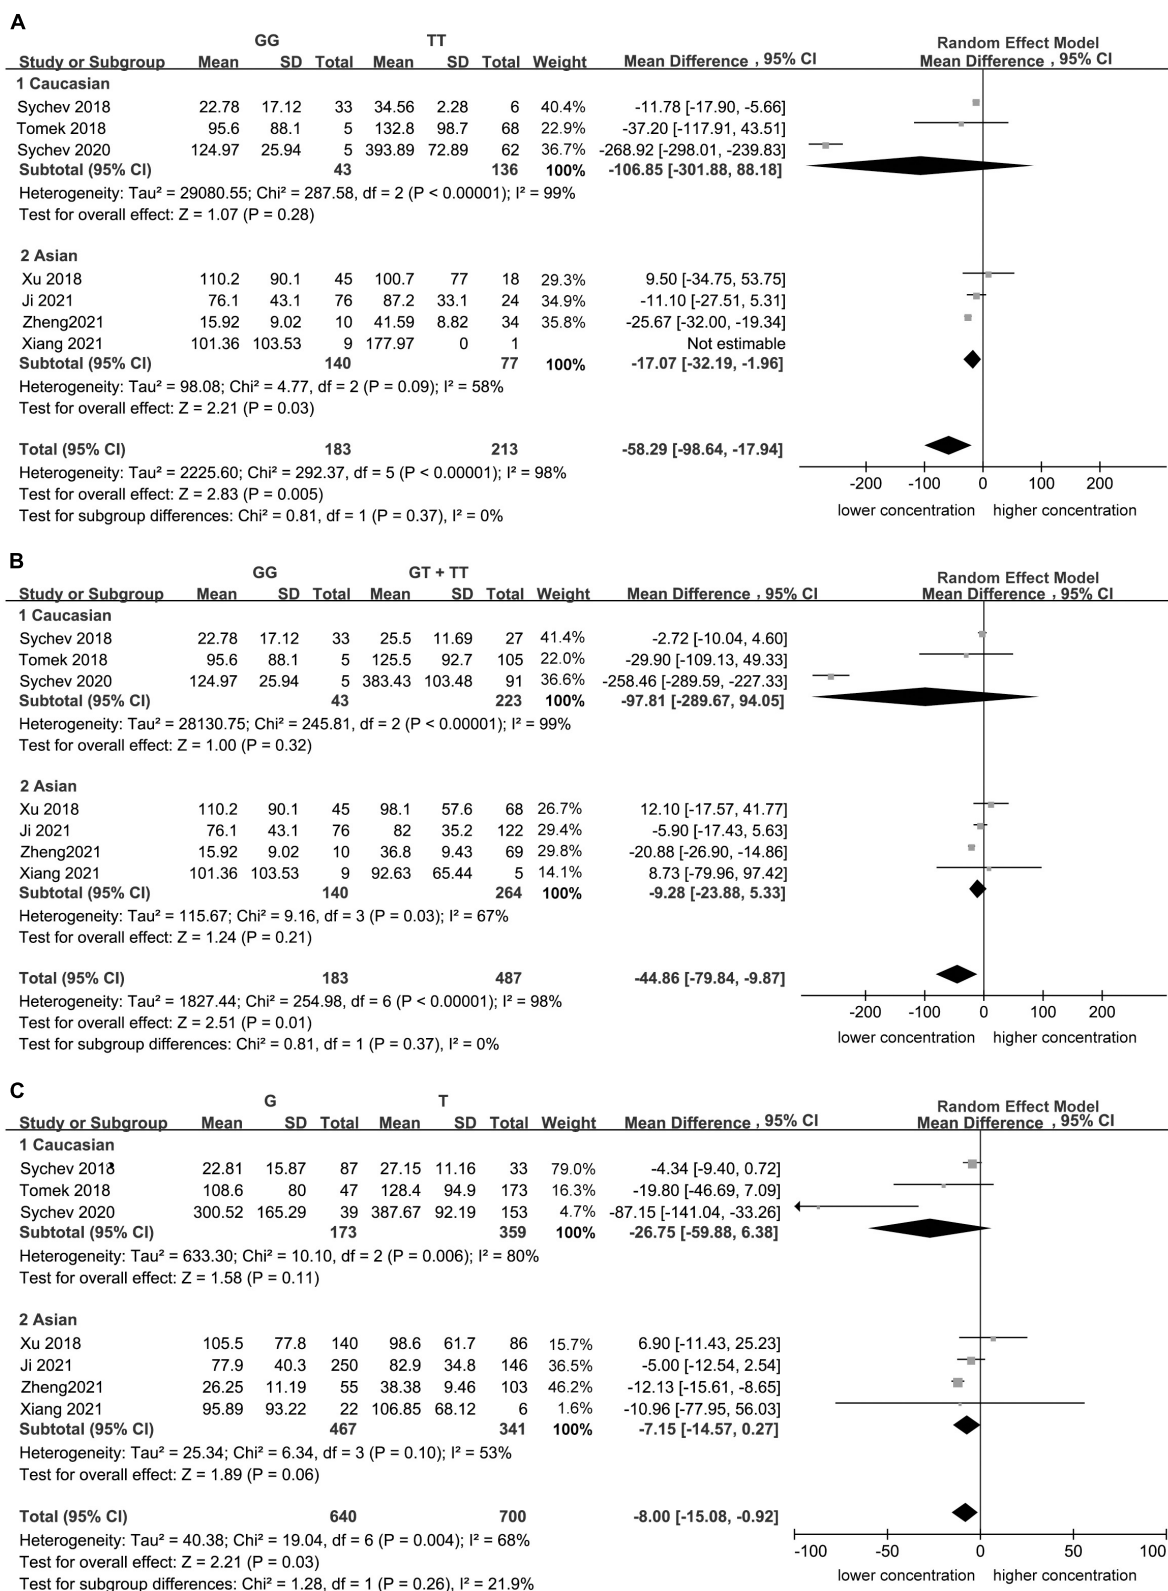 A
GG TT Random Effect Model
Study or Subgroup Mean SD Total Mean SD Total Weight Mean Difference , 95% CI Mean Difference , 95% CI
1 Caucasian
Sychev 2018 22.78 17.12 33 34.56 2.28 6 40.4% -11.78 [-17.90, -5.66]
Tomek 2018 95.6 88.1 5 132.8 98.7 68 22.9% -37.20 [-117.91, 43.51]
Sychev 2020 124.97 25.94 5 393.89 72.89 62 36.7% -268.92 [-298.01, -239.83]
Subtotal (95% CI) 43 136 100% -106.85 [-301.88, 88.18]
Heterogeneity: Tau² = 29080.55; Chi² = 287.58, df = 2 (P < 0.00001); I² = 99%
Test for overall effect: Z = 1.07 (P = 0.28)
2 Asian
Xu 2018 110.2 90.1 45 100.7 77 18 29.3% 9.50 [-34.75, 53.75]
Ji 2021 76.1 43.1 76 87.2 33.1 24 34.9% -11.10 [-27.51, 5.31]
Zheng2021 15.92 9.02 10 41.59 8.82 34 35.8% -25.67 [-32.00, -19.34]
Xiang 2021 101.36 103.53 9 177.97 0 1 Not estimable
Subtotal (95% CI) 140 77 100% -17.07 [-32.19, -1.96]
Heterogeneity: Tau² = 98.08; Chi² = 4.77, df = 2 (P = 0.09); I² = 58%
Test for overall effect: Z = 2.21 (P = 0.03)
Total (95% CI) 183 213 -58.29 [-98.64, -17.94]
Heterogeneity: Tau² = 2225.60; Chi² = 292.37, df = 5 (P < 0.00001); I² = 98%
Test for overall effect: Z = 2.83 (P = 0.005)
Test for subgroup differences: Chi² = 0.81, df = 1 (P = 0.37), I² = 0%
-200 -100 0 100 200
lower concentration higher concentration
B
GG GT + TT Random Effect Model
Study or Subgroup Mean SD Total Mean SD Total Weight Mean Difference , 95% CI Mean Difference , 95% CI
1 Caucasian
Sychev 2018 22.78 17.12 33 25.5 11.69 27 41.4% -2.72 [-10.04, 4.60]
Tomek 2018 95.6 88.1 5 125.5 92.7 105 22.0% -29.90 [-109.13, 49.33]
Sychev 2020 124.97 25.94 5 383.43 103.48 91 36.6% -258.46 [-289.59, -227.33]
Subtotal (95% CI) 43 223 100% -97.81 [-289.67, 94.05]
Heterogeneity: Tau² = 28130.75; Chi² = 245.81, df = 2 (P < 0.00001); I² = 99%
Test for overall effect: Z = 1.00 (P = 0.32)
2 Asian
Xu 2018 110.2 90.1 45 98.1 57.6 68 26.7% 12.10 [-17.57, 41.77]
Ji 2021 76.1 43.1 76 82 35.2 122 29.4% -5.90 [-17.43, 5.63]
Zheng2021 15.92 9.02 10 36.8 9.43 69 29.8% -20.88 [-26.90, -14.86]
Xiang 2021 101.36 103.53 9 92.63 65.44 5 14.1% 8.73 [-79.96, 97.42]
Subtotal (95% CI) 140 264 100% -9.28 [-23.88, 5.33]
Heterogeneity: Tau² = 115.67; Chi² = 9.16, df = 3 (P = 0.03); I² = 67%
Test for overall effect: Z = 1.24 (P = 0.21)
Total (95% CI) 183 487 -44.86 [-79.84, -9.87]
Heterogeneity: Tau² = 1827.44; Chi² = 254.98, df = 6 (P < 0.00001); I² = 98%
Test for overall effect: Z = 2.51 (P = 0.01)
Test for subgroup differences: Chi² = 0.81, df = 1 (P = 0.37), I² = 0%
-200 -100 0 100 200
lower concentration higher concentration
C
G T Random Effect Model
Study or Subgroup Mean SD Total Mean SD Total Weight Mean Difference , 95% CI Mean Difference , 95% CI
1 Caucasian
Sychev 2018 22.81 15.87 87 27.15 11.16 33 79.0% -4.34 [-9.40, 0.72]
Tomek 2018 108.6 80 47 128.4 94.9 173 16.3% -19.80 [-46.69, 7.09]
Sychev 2020 300.52 165.29 39 387.67 92.19 153 4.7% -87.15 [-141.04, -33.26]
Subtotal (95% CI) 173 359 100% -26.75 [-59.88, 6.38]
Heterogeneity: Tau² = 633.30; Chi² = 10.10, df = 2 (P = 0.006); I² = 80%
Test for overall effect: Z = 1.58 (P = 0.11)
2 Asian
Xu 2018 105.5 77.8 140 98.6 61.7 86 15.7% 6.90 [-11.43, 25.23]
Ji 2021 77.9 40.3 250 82.9 34.8 146 36.5% -5.00 [-12.54, 2.54]
Zheng2021 26.25 11.19 55 38.38 9.46 103 46.2% -12.13 [-15.61, -8.65]
Xiang 2021 95.89 93.22 22 106.85 68.12 6 1.6% -10.96 [-77.95, 56.03]
Subtotal (95% CI) 467 341 100% -7.15 [-14.57, 0.27]
Heterogeneity: Tau² = 25.34; Chi² = 6.34, df = 3 (P = 0.10); I² = 53%
Test for overall effect: Z = 1.89 (P = 0.06)
Total (95% CI) 640 700 -8.00 [-15.08, -0.92]
Heterogeneity: Tau² = 40.38; Chi² = 19.04, df = 6 (P = 0.004); I² = 68%
Test for overall effect: Z = 2.21 (P = 0.03)
Test for subgroup differences: Chi² = 1.28, df = 1 (P = 0.26), I² = 21.9%
-100 -50 0 50 100
lower concentration higher concentration